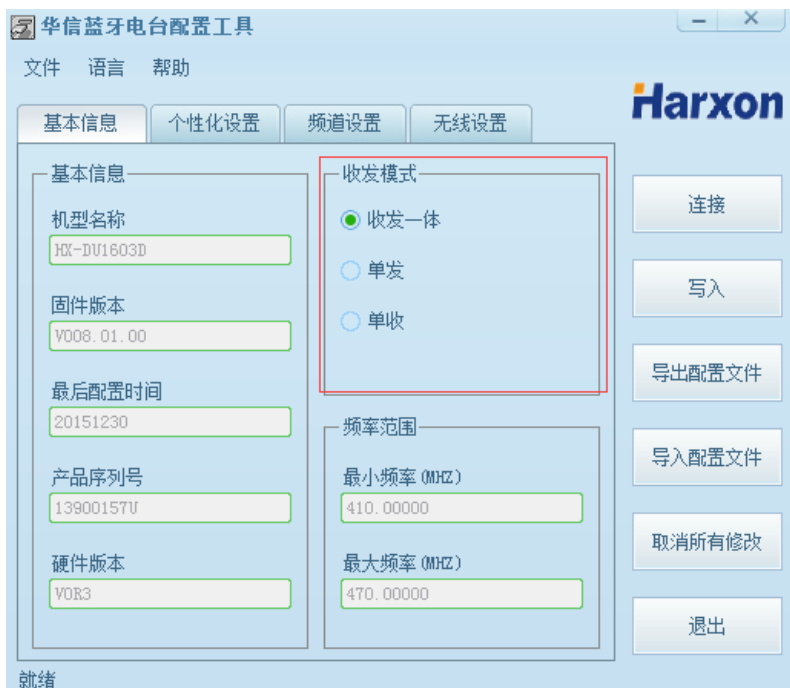 华信蓝牙电台配置工具
文件 语言 帮助
Harxon
基本信息 个性化设置 频道设置 无线设置
基本信息
机型名称
HX-DU1603D
固件版本
V008.01.00
最后配置时间
20151230
产品序列号
13900157U
硬件版本
V0R3
收发模式
收发一体
单发
单收
频率范围
最小频率(MHZ)
410.00000
最大频率(MHZ)
470.00000
连接
写入
导出配置文件
导入配置文件
取消所有修改
退出
就绪